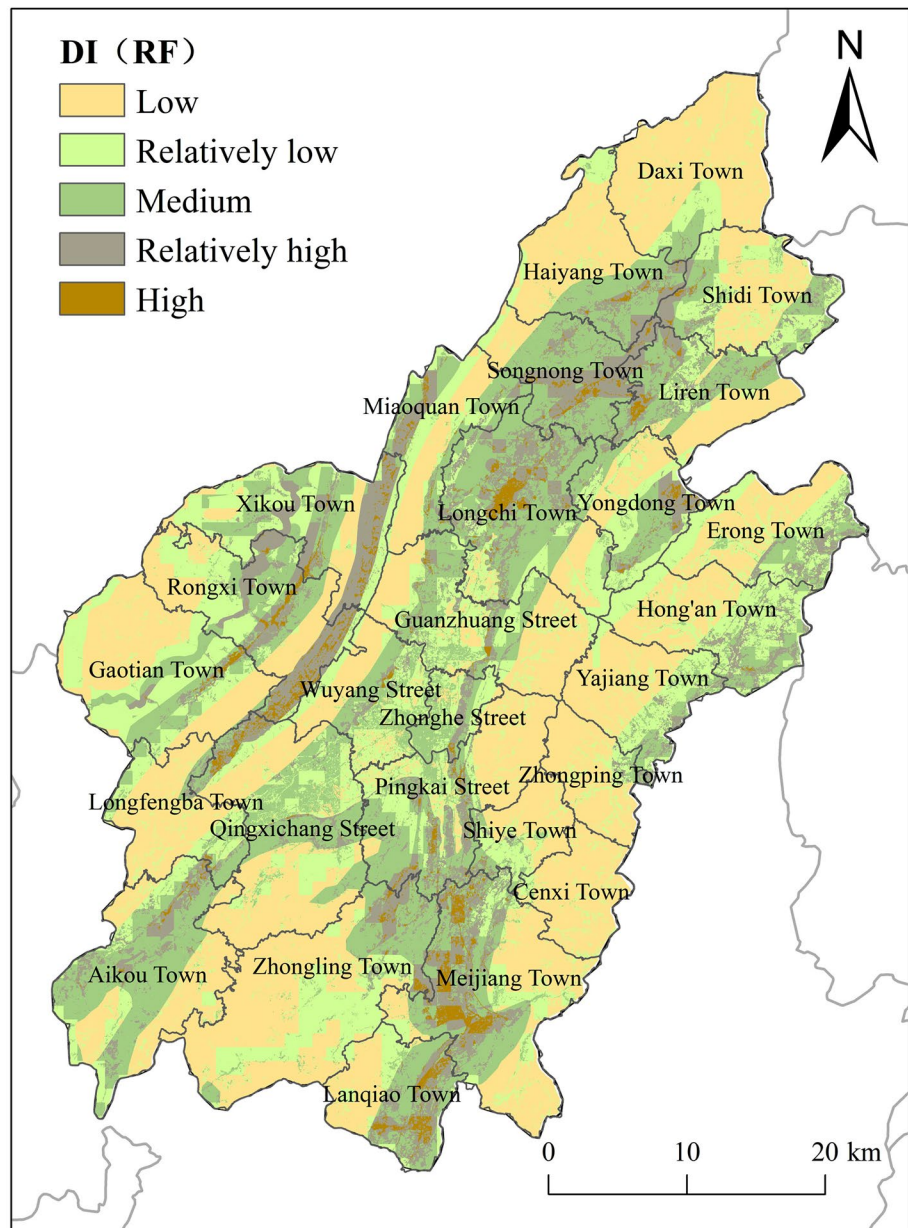 DI（RF）
Low
Relatively low
Medium
Relatively high
High
N
Daxi Town
Haiyang Town
Shidi Town
Songnong Town
Liren Town
Miaoquan Town
Xikou Town
Longchi Town
Yongdong Town
Erong Town
Rongxi Town
Hong'an Town
Guanzhuang Street
Gaotian Town
Yajiang Town
Wuyang Street
Zhonghe Street
Zhongping Town
Pingkai Street
Longfengba Town
Qingxichang Street
Shiye Town
Cenxi Town
Aikou Town
Zhongling Town
Meijiang Town
Lanqiao Town
0 10 20 km